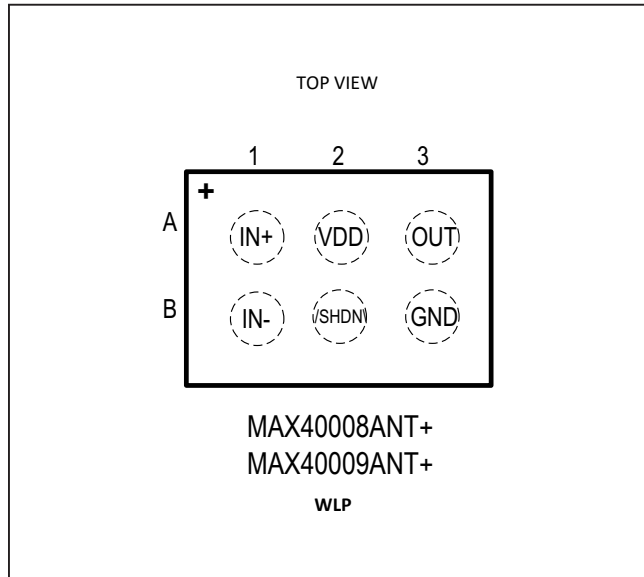 TOP VIEW
1 2 3
+
A IN+ VDD OUT
B IN- /SHDN\ GND
MAX40008ANT+
MAX40009ANT+
WLP